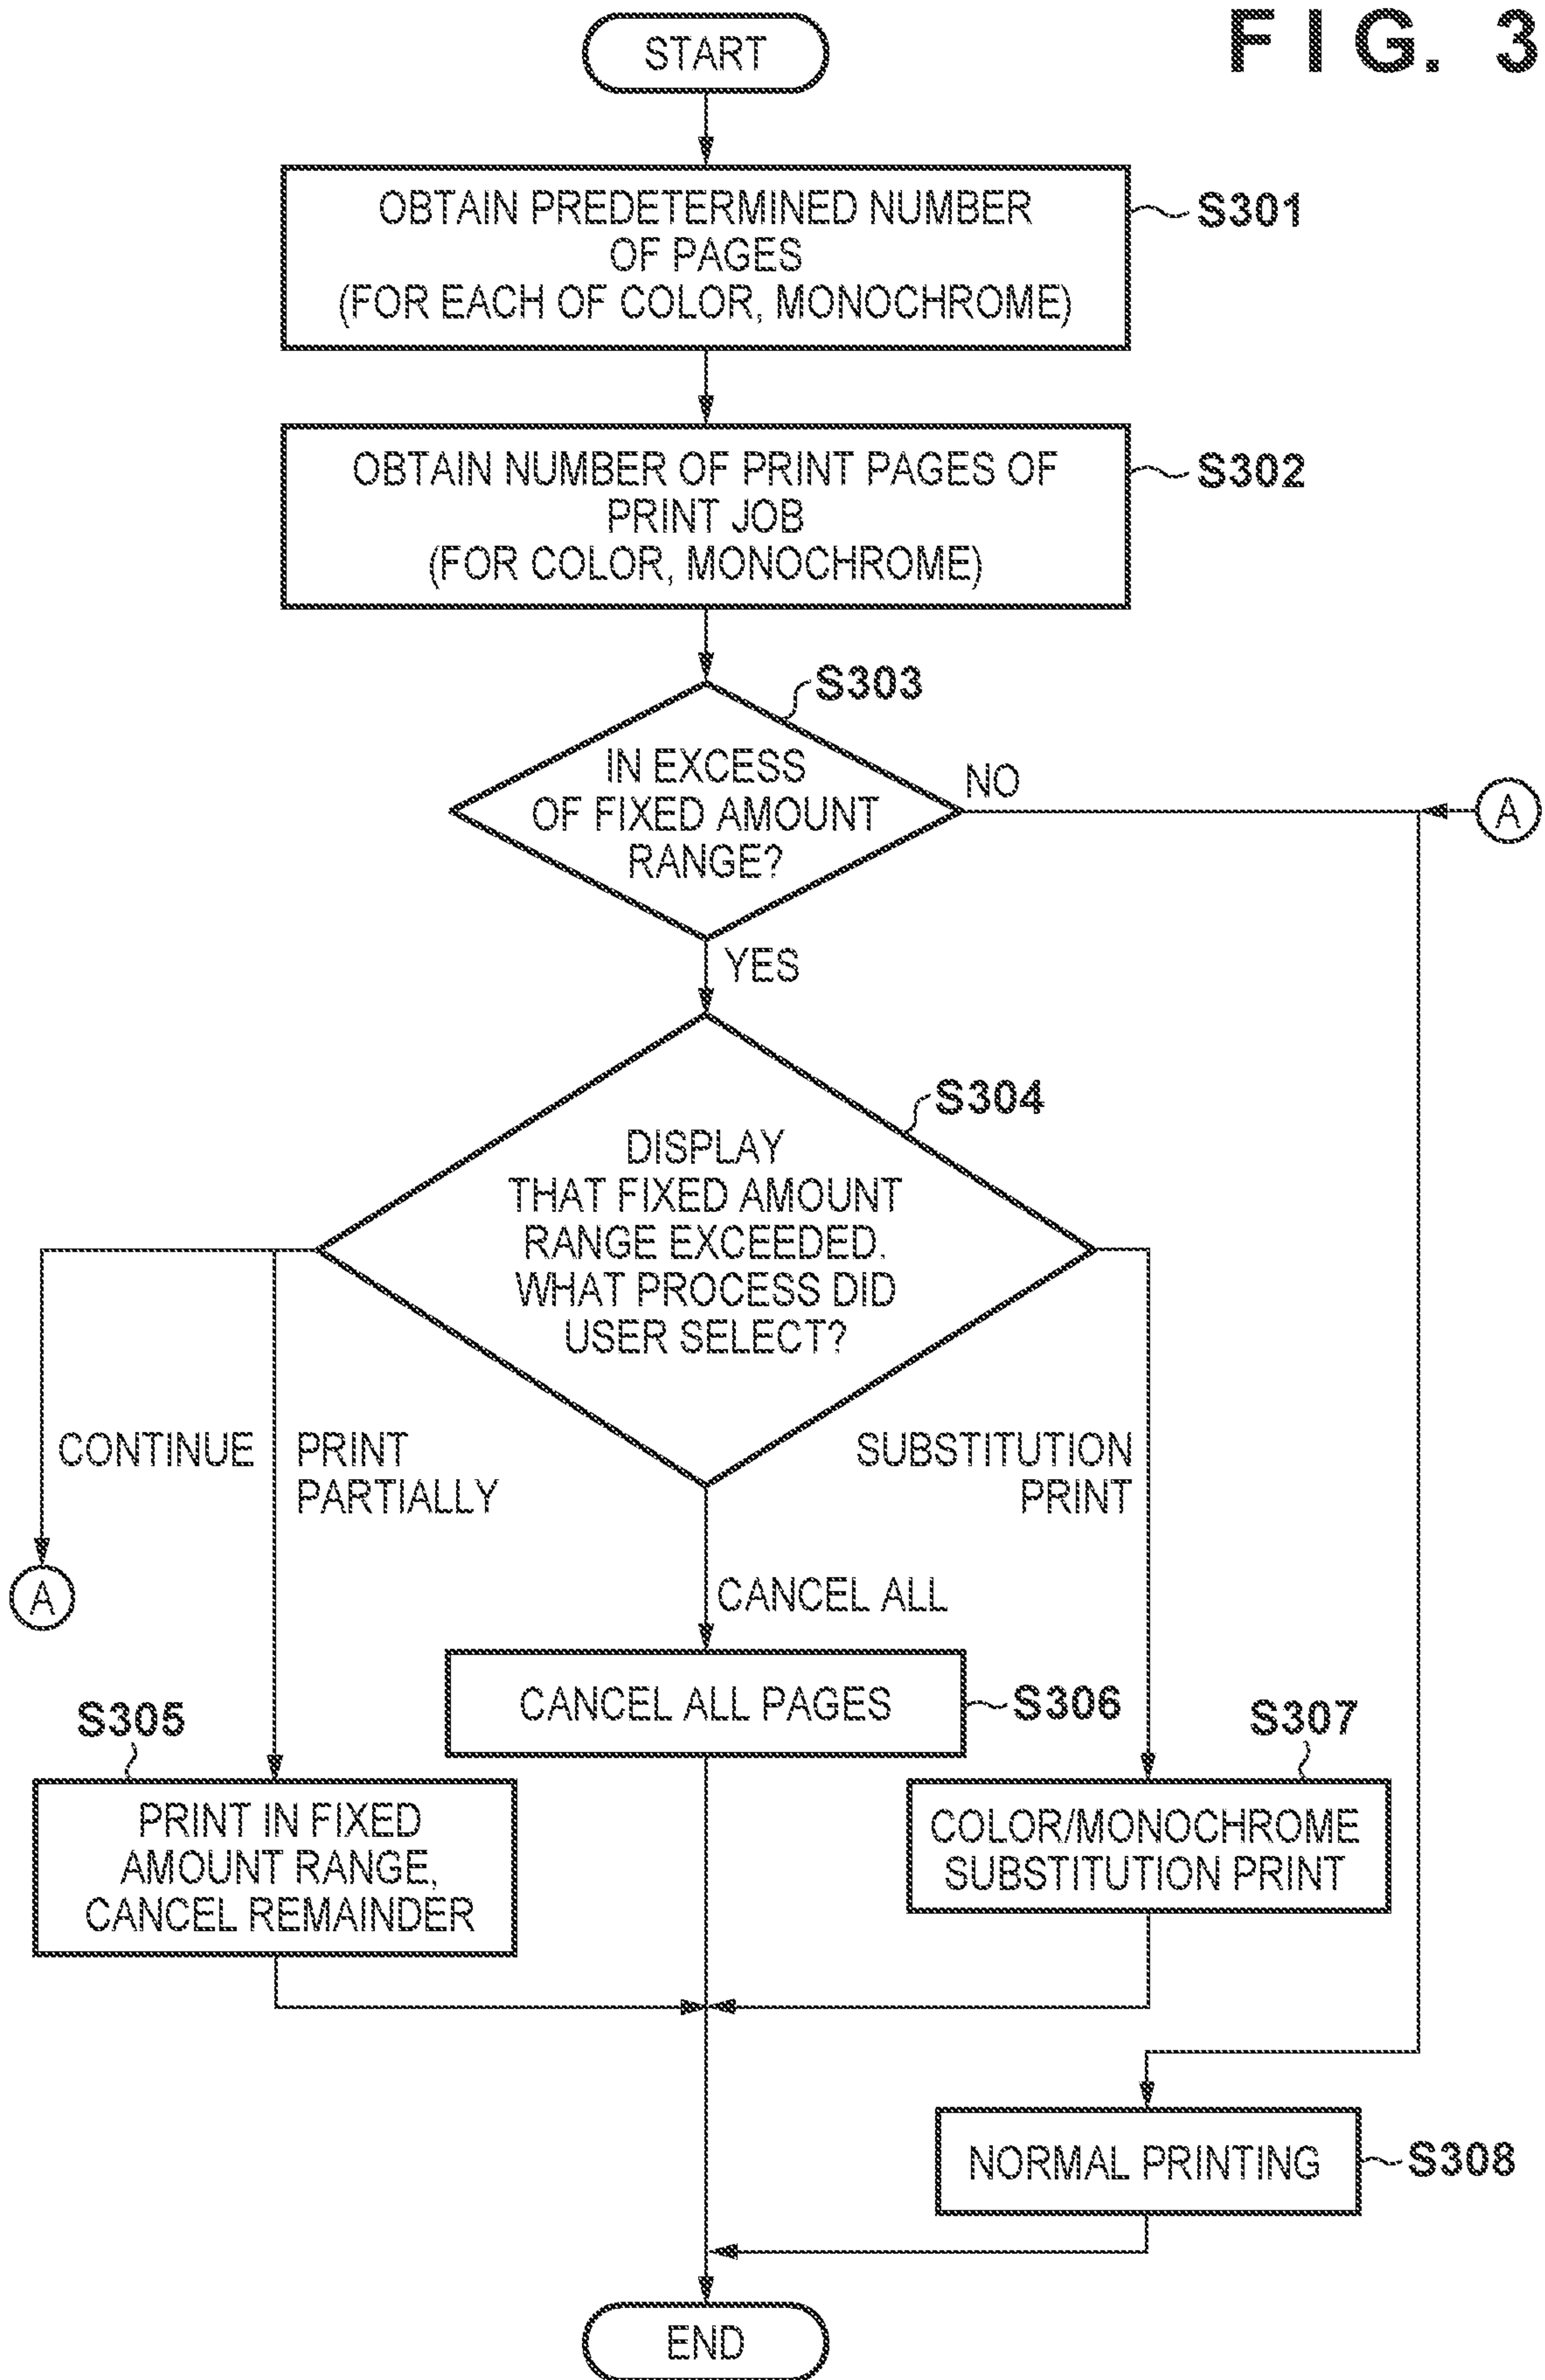 FIG. 3
START
OBTAIN PREDETERMINED NUMBER
OF PAGES
(FOR EACH OF COLOR, MONOCHROME)
S301
OBTAIN NUMBER OF PRINT PAGES OF
PRINT JOB
(FOR COLOR, MONOCHROME)
S302
S303
IN EXCESS
OF FIXED AMOUNT
RANGE?
NO
A
YES
S304
DISPLAY
THAT FIXED AMOUNT
RANGE EXCEEDED.
WHAT PROCESS DID
USER SELECT?
CONTINUE
PRINT
PARTIALLY
SUBSTITUTION
PRINT
A
CANCEL ALL
CANCEL ALL PAGES
S306
S305
PRINT IN FIXED
AMOUNT RANGE,
CANCEL REMAINDER
S307
COLOR/MONOCHROME
SUBSTITUTION PRINT
NORMAL PRINTING
S308
END